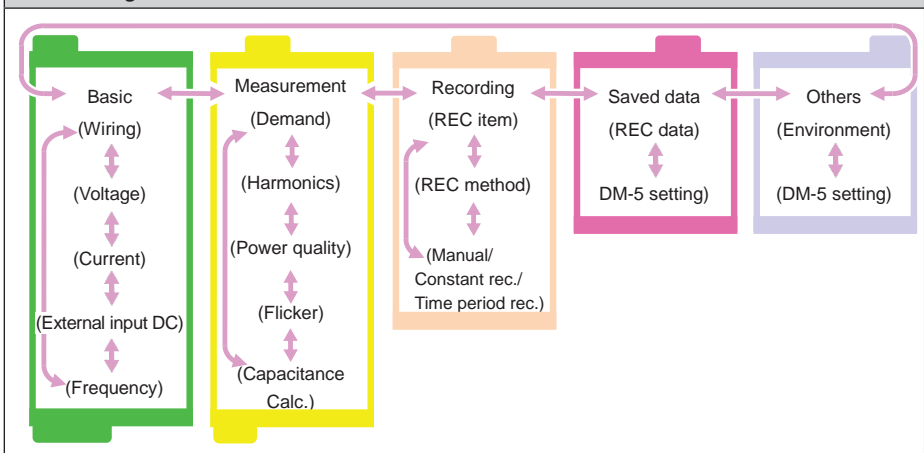 Basic
(Wiring)
(Voltage)
(Current)
(External input DC)
(Frequency)
Measurement
(Demand)
(Harmonics)
(Power quality)
(Flicker)
(Capacitance
Calc.)
Recording
(REC item)
(REC method)
(Manual/
Constant rec./
Time period rec.)
Saved data
(REC data)
DM-5 setting)
Others
(Environment)
(DM-5 setting)